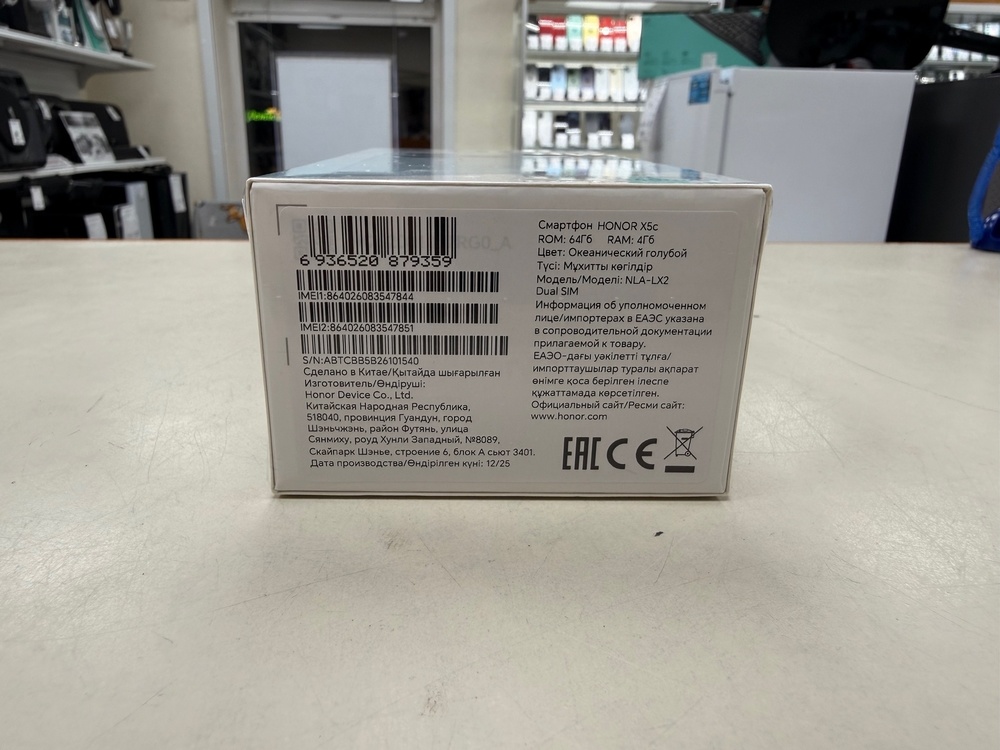 6 936520 879359
IMEI1:864026083547844
IMEI2:864026083547851
S/N:ABTCBB5B26101540
Сделано в Китае/Қытайда шығарылған
Изготовитель/Өндіруші:
Honor Device Co., Ltd.
Китайская Народная Республика,
518040, провинция Гуандун, город
Шэньчжэнь, район Футянь, улица
Сянмиху, роуд Хунли Западный, №8089,
Скайпарк Шэнье, строение 6, блок А сьют 3401.
Дата производства/Өндірілген күні: 12/25
Смартфон HONOR X5c
ROM: 64Гб RAM: 4Гб
Цвет: Океанический голубой
Түсі: Мұхитты көгілдір
Модель/Моделі: NLA-LX2
Dual SIM
Информация об уполномоченном
лице/импортерах в ЕАЭС указана
в сопроводительной документации
прилагаемой к товару.
ЕАЭО-дағы уәкілетті тұлға/
импорттаушылар туралы ақпарат
өнімге қоса берілген ілеспе
құжаттамада көрсетілген.
Официальный сайт/Ресми сайт:
www.honor.com
EAC CE